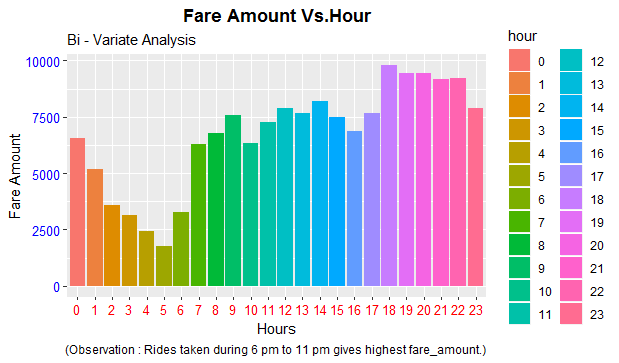 Fare Amount Vs.Hour
Bi - Variate Analysis
Fare Amount
10000
7500
5000
2500
0
0 1 2 3 4 5 6 7 8 9 10 11 12 13 14 15 16 17 18 19 20 21 22 23
Hours
(Observation : Rides taken during 6 pm to 11 pm gives highest fare_amount.)
hour
0 12
1 13
2 14
3 15
4 16
5 17
6 18
7 19
8 20
9 21
10 22
11 23